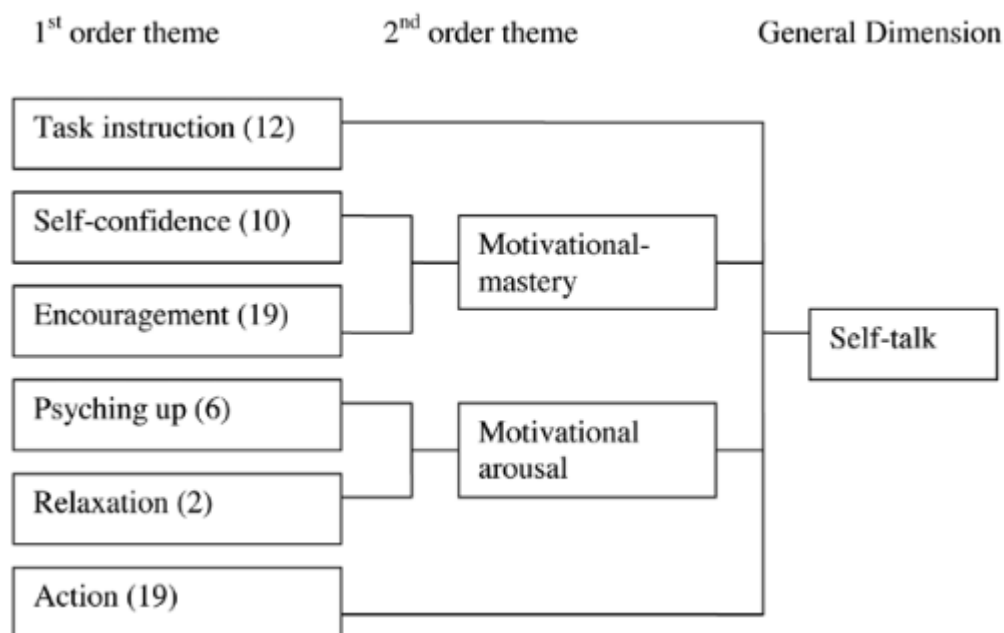 1st order theme 2nd order theme General Dimension
Task instruction (12)
Self-confidence (10)
Motivational-
mastery
Encouragement (19)
Self-talk
Psyching up (6)
Motivational
arousal
Relaxation (2)
Action (19)